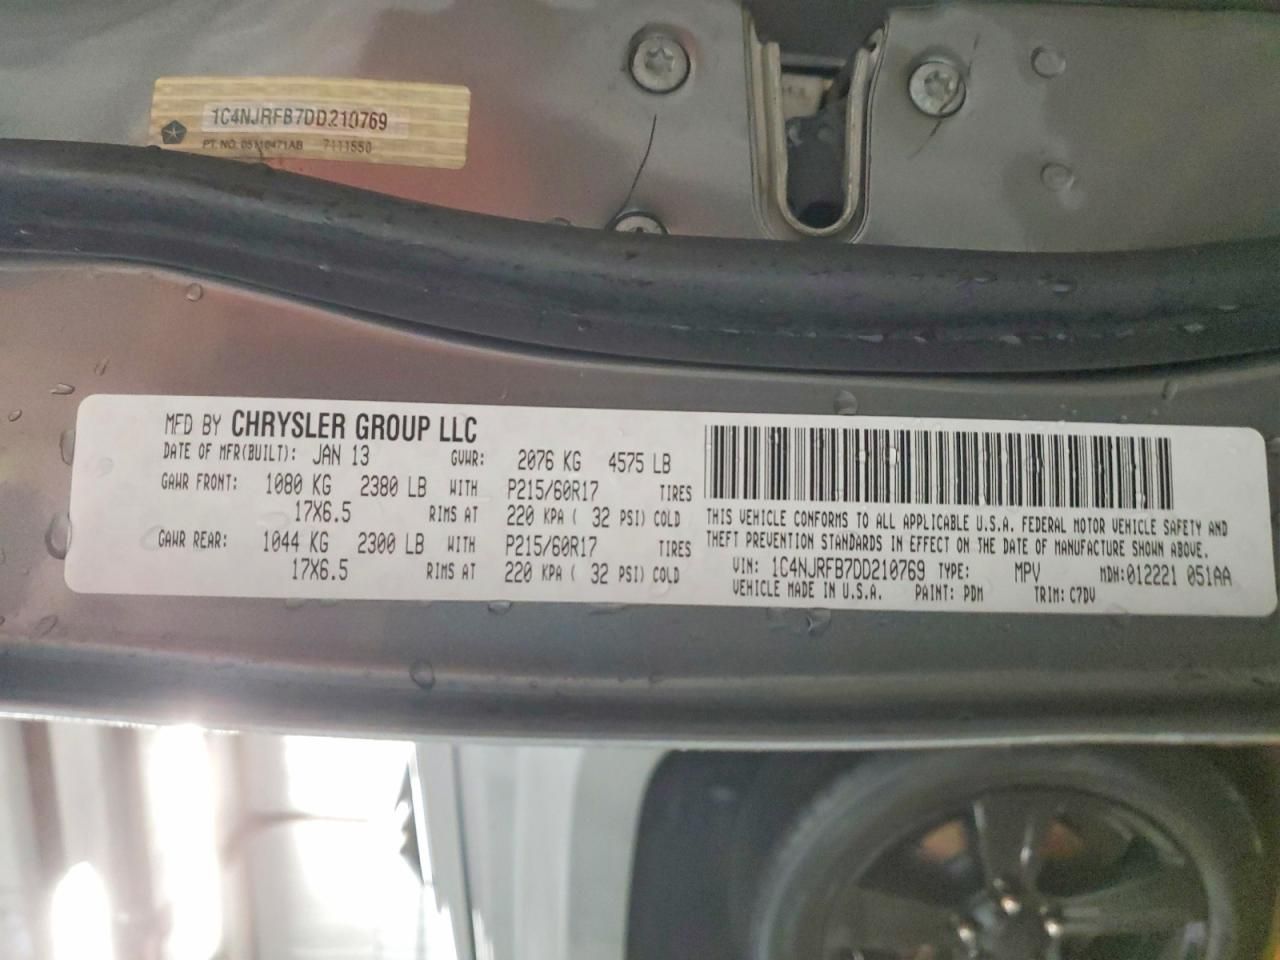 1C4NJRFB7DD210769
PT. NO. 05110471AB 7111550
MFD BY CHRYSLER GROUP LLC
DATE OF MFR(BUILT): JAN 13 GVWR: 2076 KG 4575 LB
GAWR FRONT: 1080 KG 2380 LB WITH P215/60R17 TIRES
17X6.5 RIMS AT 220 KPA ( 32 PSI) COLD
GAWR REAR: 1044 KG 2300 LB WITH P215/60R17 TIRES
17X6.5 RIMS AT 220 KPA ( 32 PSI) COLD
THIS VEHICLE CONFORMS TO ALL APPLICABLE U.S.A. FEDERAL MOTOR VEHICLE SAFETY AND
THEFT PREVENTION STANDARDS IN EFFECT ON THE DATE OF MANUFACTURE SHOWN ABOVE.
VIN: 1C4NJRFB7DD210769 TYPE: MPV MDH:012221 051AA
VEHICLE MADE IN U.S.A. PAINT: PDM TRIM: C7DV